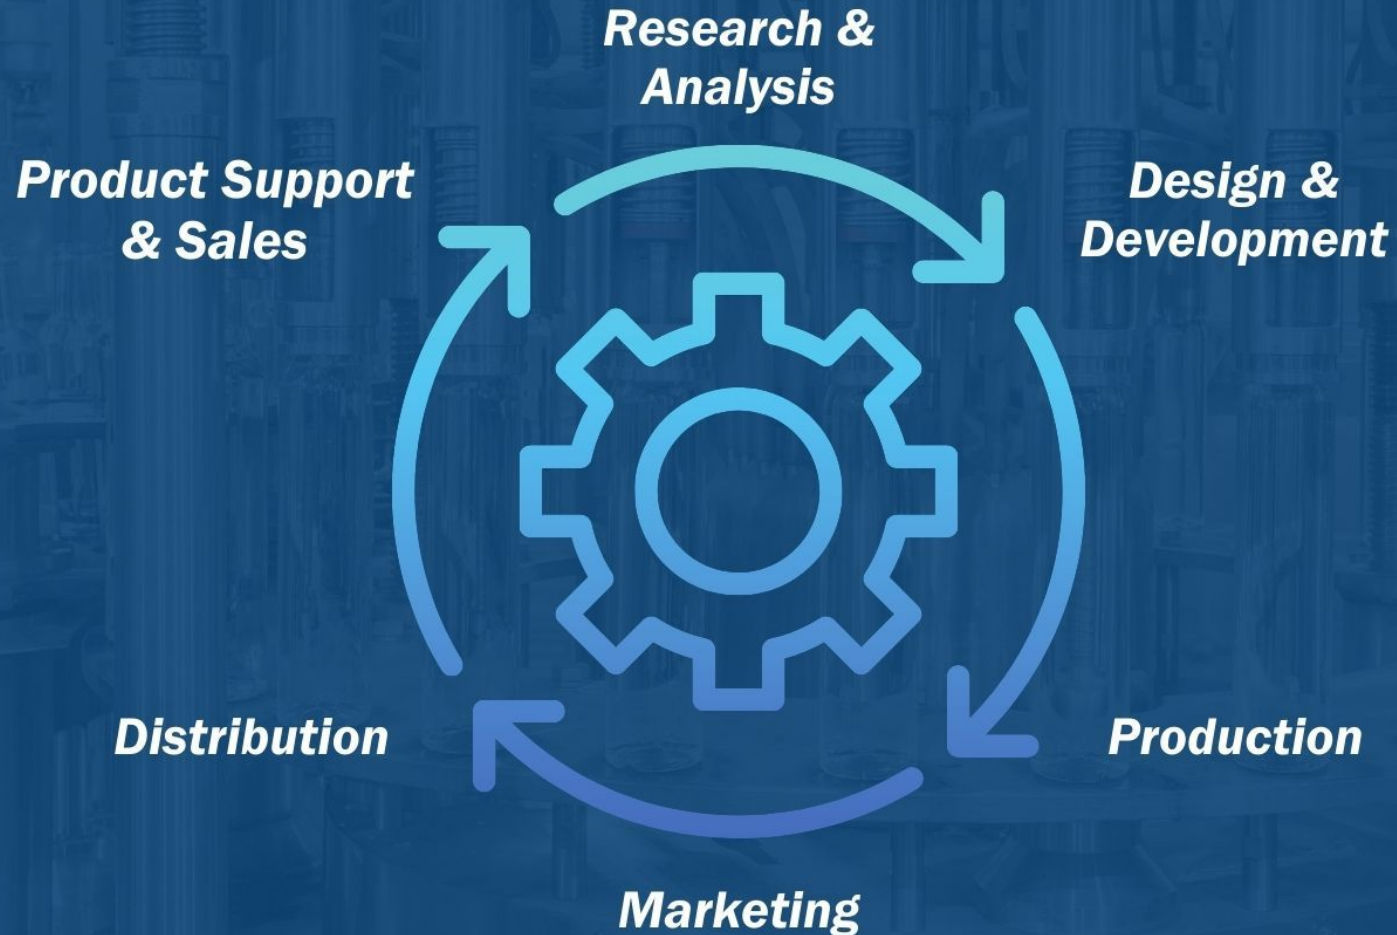 Research &
Analysis
Design &
Development
Production
Marketing
Distribution
Product Support
& Sales